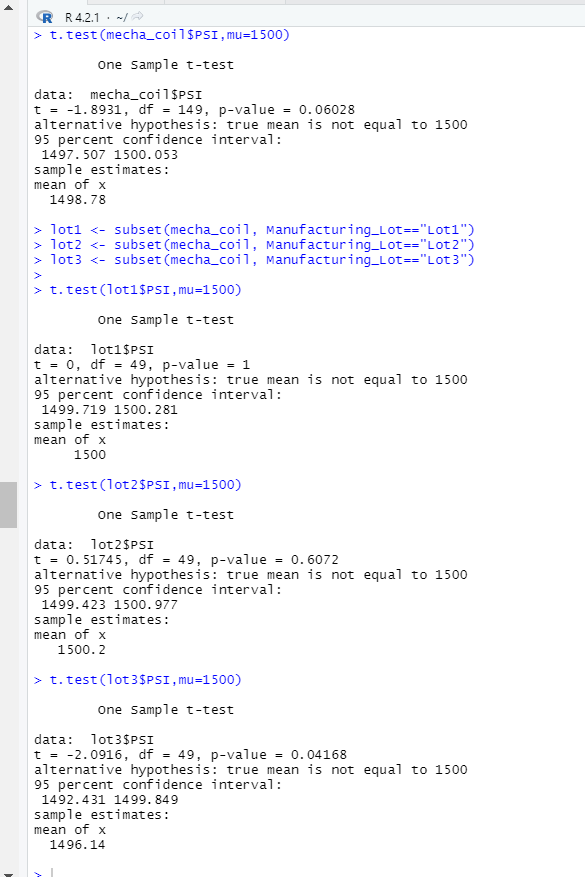 R R 4.2.1 · ~/
> t.test(mecha_coil$PSI,mu=1500)
One Sample t-test
data:  mecha_coil$PSI
t = -1.8931, df = 149, p-value = 0.06028
alternative hypothesis: true mean is not equal to 1500
95 percent confidence interval:
1497.507 1500.053
sample estimates:
mean of x
1498.78
> lot1 <- subset(mecha_coil, Manufacturing_Lot=="Lot1")
> lot2 <- subset(mecha_coil, Manufacturing_Lot=="Lot2")
> lot3 <- subset(mecha_coil, Manufacturing_Lot=="Lot3")
>
> t.test(lot1$PSI,mu=1500)
One Sample t-test
data:  lot1$PSI
t = 0, df = 49, p-value = 1
alternative hypothesis: true mean is not equal to 1500
95 percent confidence interval:
1499.719 1500.281
sample estimates:
mean of x
1500
> t.test(lot2$PSI,mu=1500)
One Sample t-test
data:  lot2$PSI
t = 0.51745, df = 49, p-value = 0.6072
alternative hypothesis: true mean is not equal to 1500
95 percent confidence interval:
1499.423 1500.977
sample estimates:
mean of x
1500.2
> t.test(lot3$PSI,mu=1500)
One Sample t-test
data:  lot3$PSI
t = -2.0916, df = 49, p-value = 0.04168
alternative hypothesis: true mean is not equal to 1500
95 percent confidence interval:
1492.431 1499.849
sample estimates:
mean of x
1496.14
>